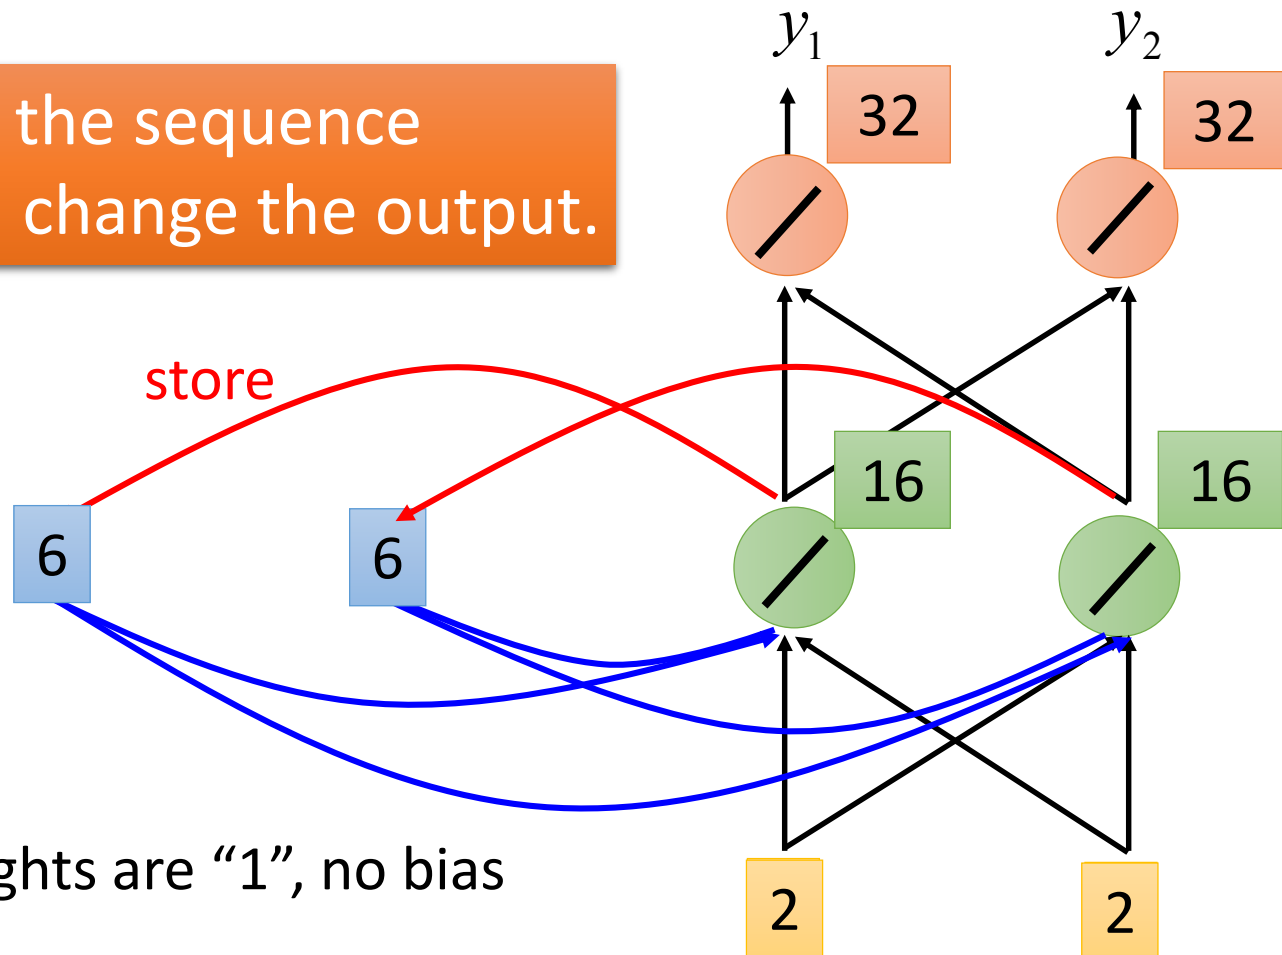 y1
y2
32
32
the sequence
change the output.
store
16
16
6
6
ghts are “1”, no bias
2
2